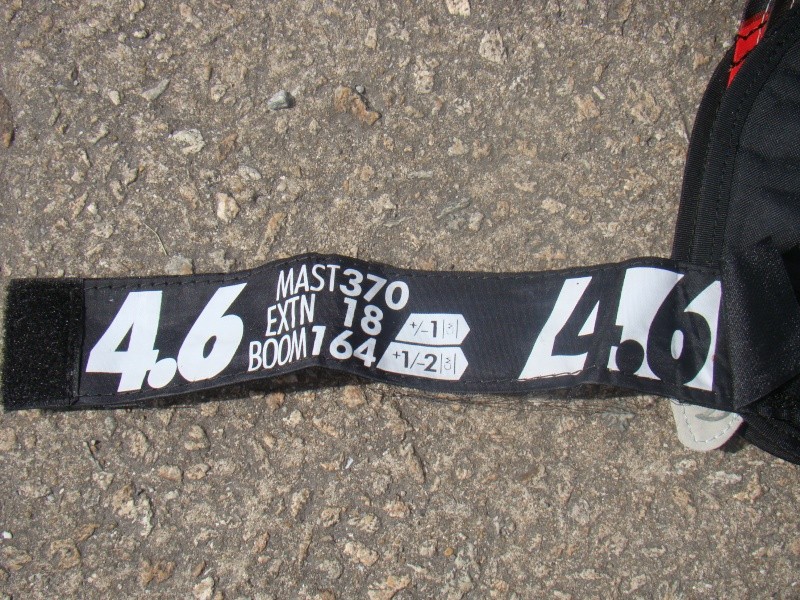 4.6
MAST 370
EXTN 18
BOOM 164
+/-1
+1/-2
4.6